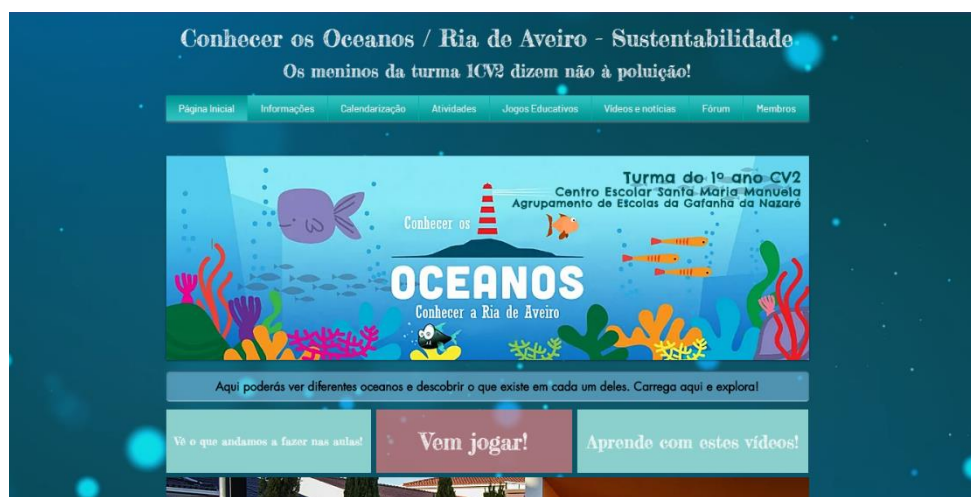 Conhecer os Oceanos / Ria de Aveiro - Sustentabilidade
Os meninos da turma 1CV2 dizem não à poluição!
Página Inicial Informações Calendarização Atividades Jogos Educativos Videos e noticias Fórum Membros
Turma do 1º ano CV2
Centro Escolar Santa Maria Manuela
Agrupamento de Escolas da Gafanha da Nazaré
Conhecer os
OCEANOS
Conhecer a Ria de Aveiro
Aqui poderás ver diferentes oceanos e descobrir o que existe em cada um deles. Carrega aqui e explora!
Vê o que andamos a fazer nas aulas!
Vem jogar!
Aprende com estes vídeos!